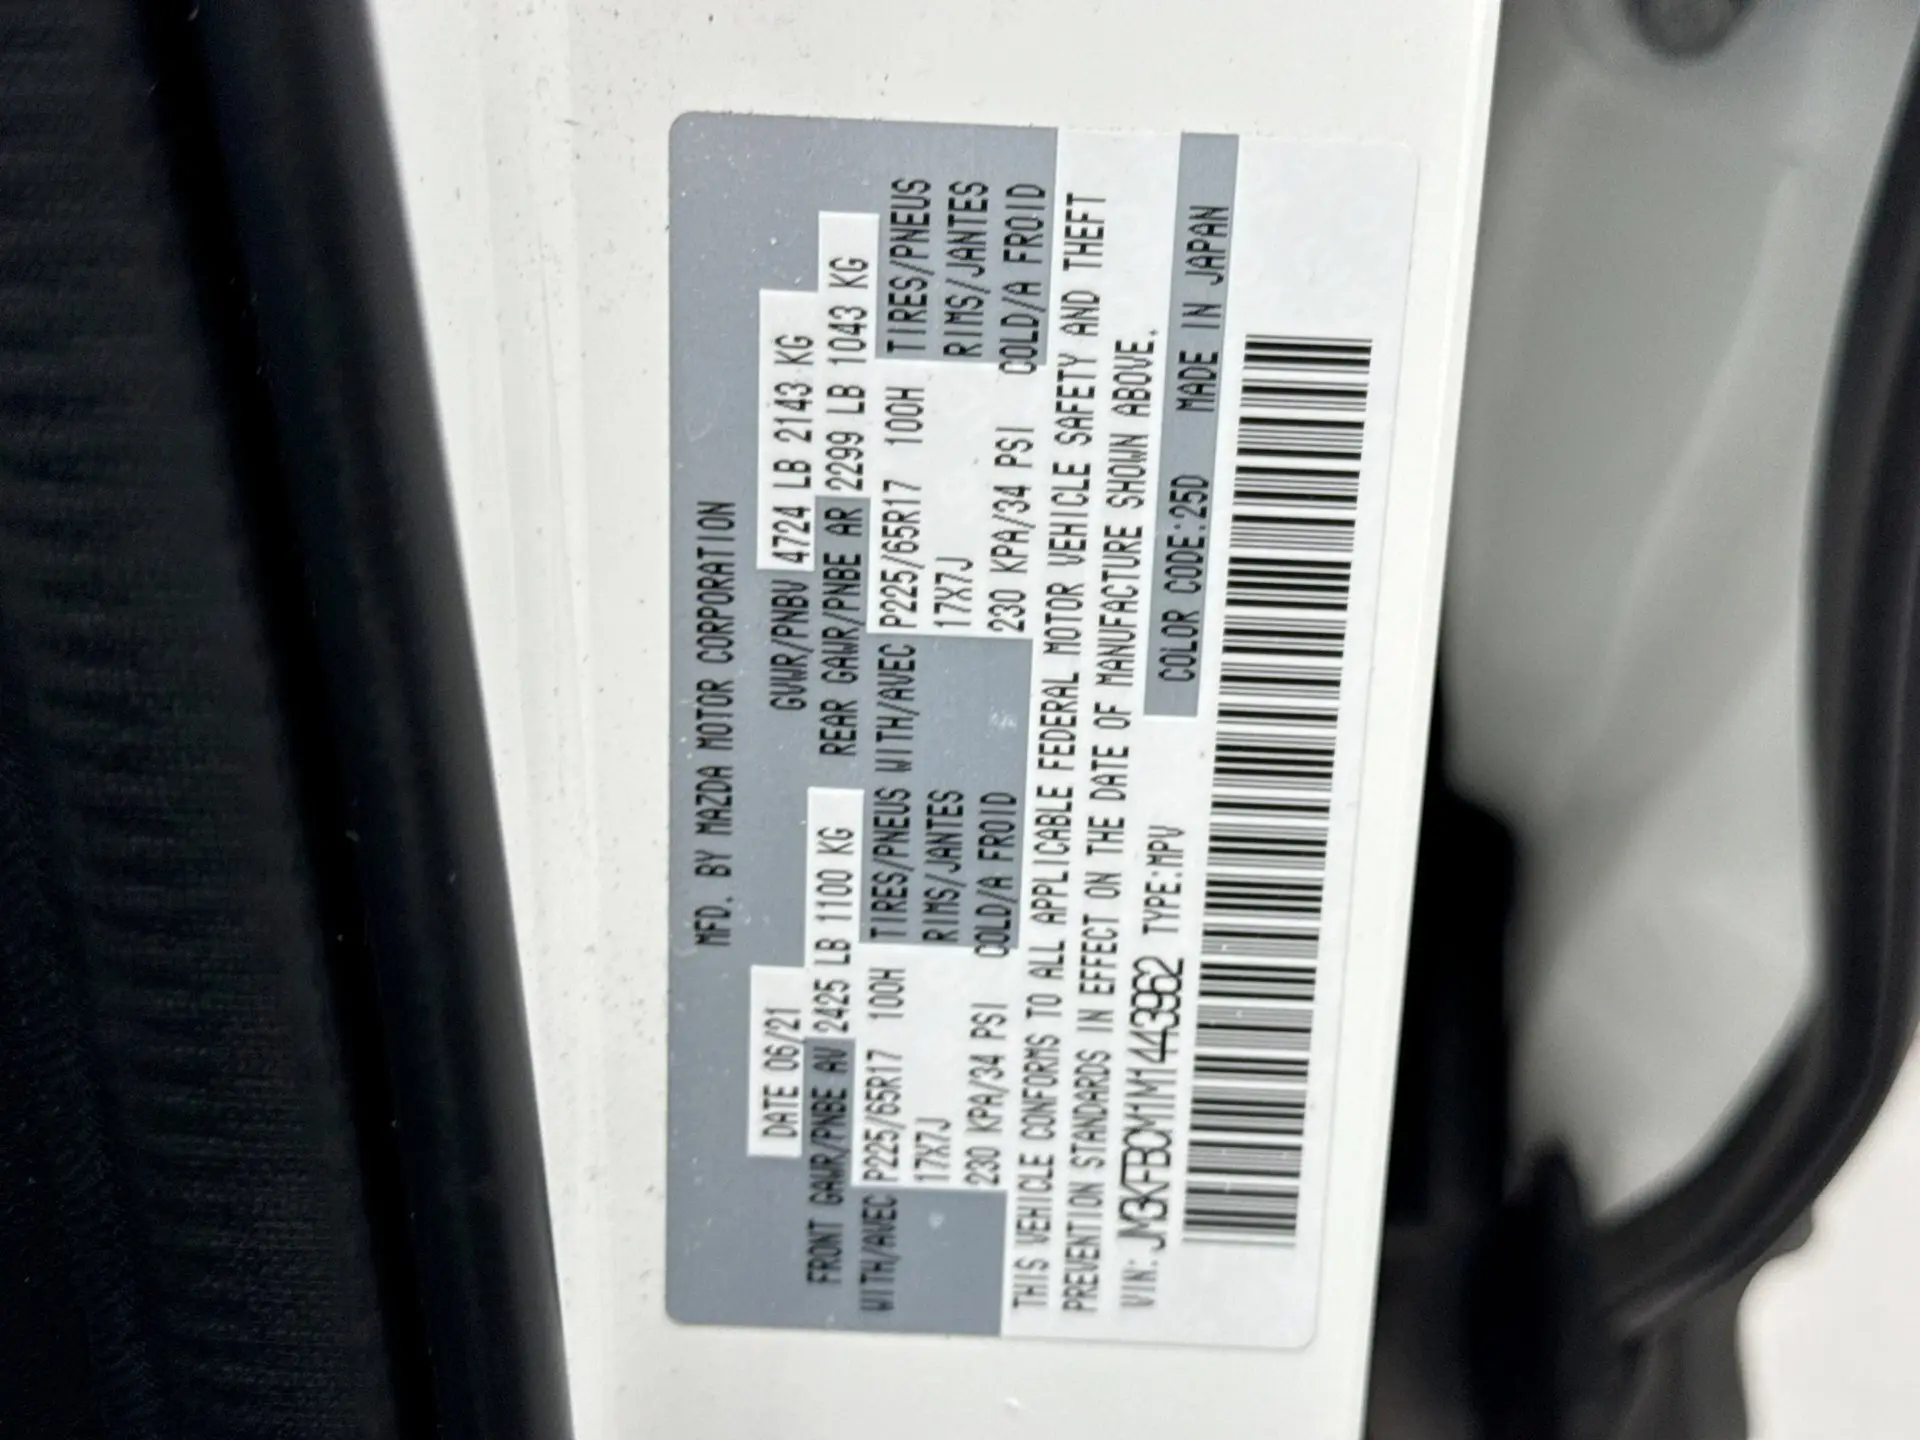 MFD. BY MAZDA MOTOR CORPORATION
DATE 06/21 GVWR/PNBV 4724 LB 2143 KG
FRONT GAWR/PNBE AV 2425 LB 1100 KG REAR GAWR/PNBE AR 2299 LB 1043 KG
WITH/AVEC P225/65R17 100H TIRES/PNEUS WITH/AVEC P225/65R17 100H TIRES/PNEUS
17X7J RIMS/JANTES 17X7J RIMS/JANTES
230 KPA/34 PSI COLD/A FROID 230 KPA/34 PSI COLD/A FROID
THIS VEHICLE CONFORMS TO ALL APPLICABLE FEDERAL MOTOR VEHICLE SAFETY AND THEFT
PREVENTION STANDARDS IN EFFECT ON THE DATE OF MANUFACTURE SHOWN ABOVE.
VIN: JM3KFBCM1M1443962 TYPE:MPV COLOR CODE:25D MADE IN JAPAN